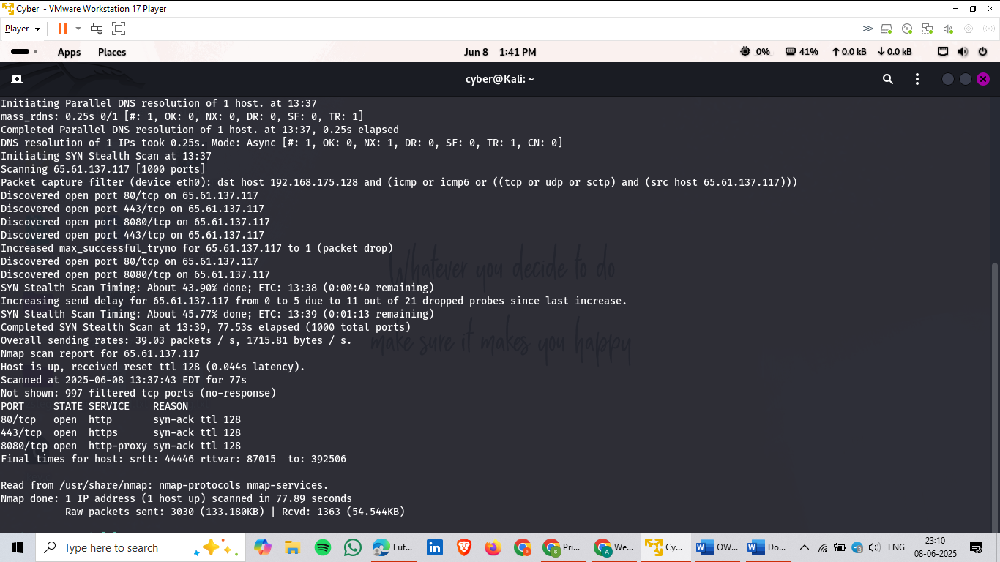 Cyber - VMware Workstation 17 Player
Player
Apps Places Jun 8 1:41 PM 0% 41% 0.0 kB 0.0 kB
cyber@Kali: ~
Initiating Parallel DNS resolution of 1 host. at 13:37
mass_rdns: 0.25s 0/1 [#: 1, OK: 0, NX: 0, DR: 0, SF: 0, TR: 1]
Completed Parallel DNS resolution of 1 host. at 13:37, 0.25s elapsed
DNS resolution of 1 IPs took 0.25s. Mode: Async [#: 1, OK: 0, NX: 1, DR: 0, SF: 0, TR: 1, CN: 0]
Initiating SYN Stealth Scan at 13:37
Scanning 65.61.137.117 [1000 ports]
Packet capture filter (device eth0): dst host 192.168.175.128 and (icmp or icmp6 or ((tcp or udp or sctp) and (src host 65.61.137.117)))
Discovered open port 80/tcp on 65.61.137.117
Discovered open port 443/tcp on 65.61.137.117
Discovered open port 8080/tcp on 65.61.137.117
Discovered open port 443/tcp on 65.61.137.117
Increased max_successful_tryno for 65.61.137.117 to 1 (packet drop)
Discovered open port 80/tcp on 65.61.137.117
Whatever you decide to do
Discovered open port 8080/tcp on 65.61.137.117
SYN Stealth Scan Timing: About 43.90% done; ETC: 13:38 (0:00:40 remaining)
Increasing send delay for 65.61.137.117 from 0 to 5 due to 11 out of 21 dropped probes since last increase.
SYN Stealth Scan Timing: About 45.77% done; ETC: 13:39 (0:01:13 remaining)
Completed SYN Stealth Scan at 13:39, 77.53s elapsed (1000 total ports)
Overall sending rates: 39.03 packets / s, 1715.81 bytes / s.
make sure it makes you happy
Nmap scan report for 65.61.137.117
Host is up, received reset ttl 128 (0.044s latency).
Scanned at 2025-06-08 13:37:43 EDT for 77s
Not shown: 997 filtered tcp ports (no-response)
PORT STATE SERVICE REASON
80/tcp open http syn-ack ttl 128
443/tcp open https syn-ack ttl 128
8080/tcp open http-proxy syn-ack ttl 128
Final times for host: srtt: 44446 rttvar: 87015 to: 392506
Read from /usr/share/nmap: nmap-protocols nmap-services.
Nmap done: 1 IP address (1 host up) scanned in 77.89 seconds
Raw packets sent: 3030 (133.180KB) | Rcvd: 1363 (54.544KB)
Type here to search Fut... Pri... We... Cy... OW... Do... ENG 23:10
08-06-2025